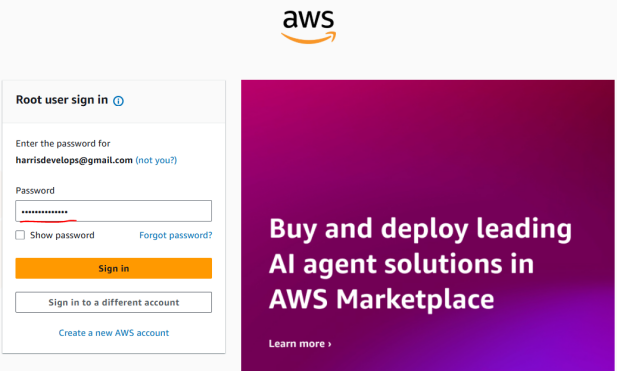 aws
Root user sign in
Enter the password for
harrisdevelops@gmail.com (not you?)
Password
••••••••••••••
Show password Forgot password?
Sign in
Sign in to a different account
Create a new AWS account
Buy and deploy leading
AI agent solutions in
AWS Marketplace
Learn more ›